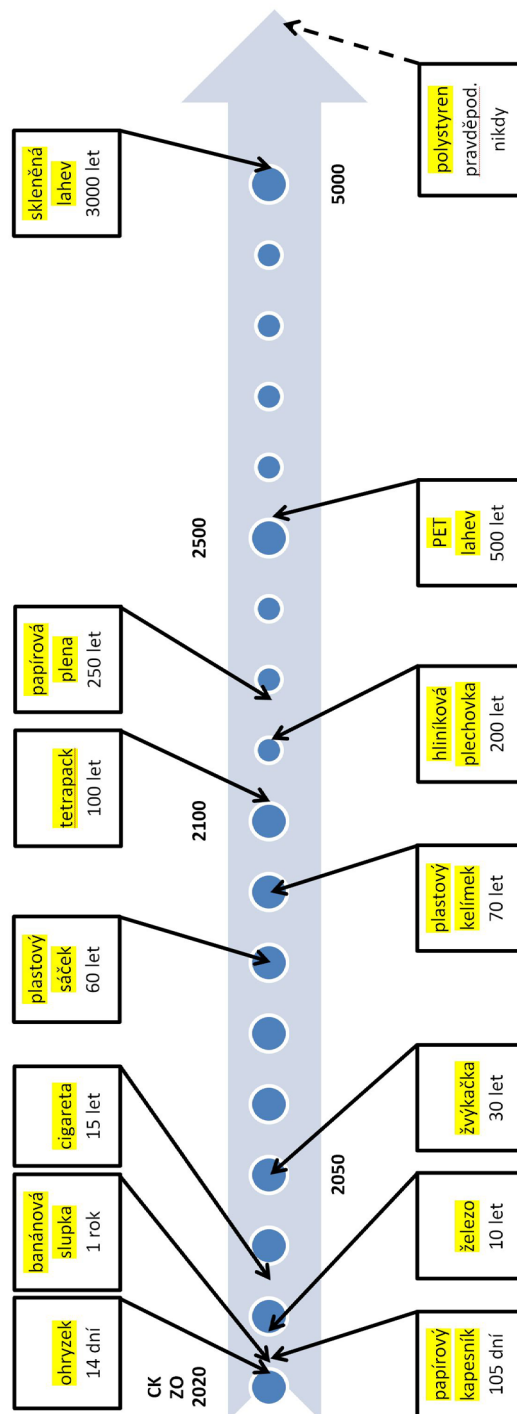 ohryzek
14 dní
banánová
slupka
1 rok
cigareta
15 let
plastový
sáček
60 let
tetrapack
100 let
papírová
plena
250 let
skleněná
lahev
3000 let
CK
ZO
2020
2050
2100
2500
5000
papírový
kapesník
105 dní
železo
10 let
žvýkačka
30 let
plastový
kelímek
70 let
hliníková
plechovka
200 let
PET
lahev
500 let
polystyren
pravděpod.
nikdy